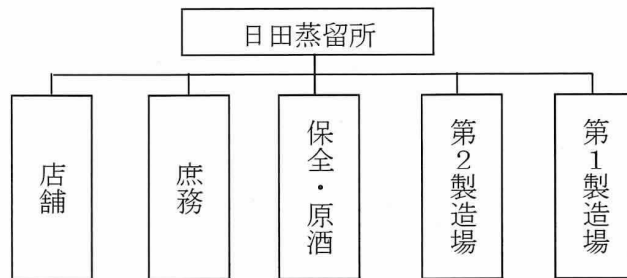 日田蒸留所
店舗
庶務
保全・原酒
第2製造場
第1製造場